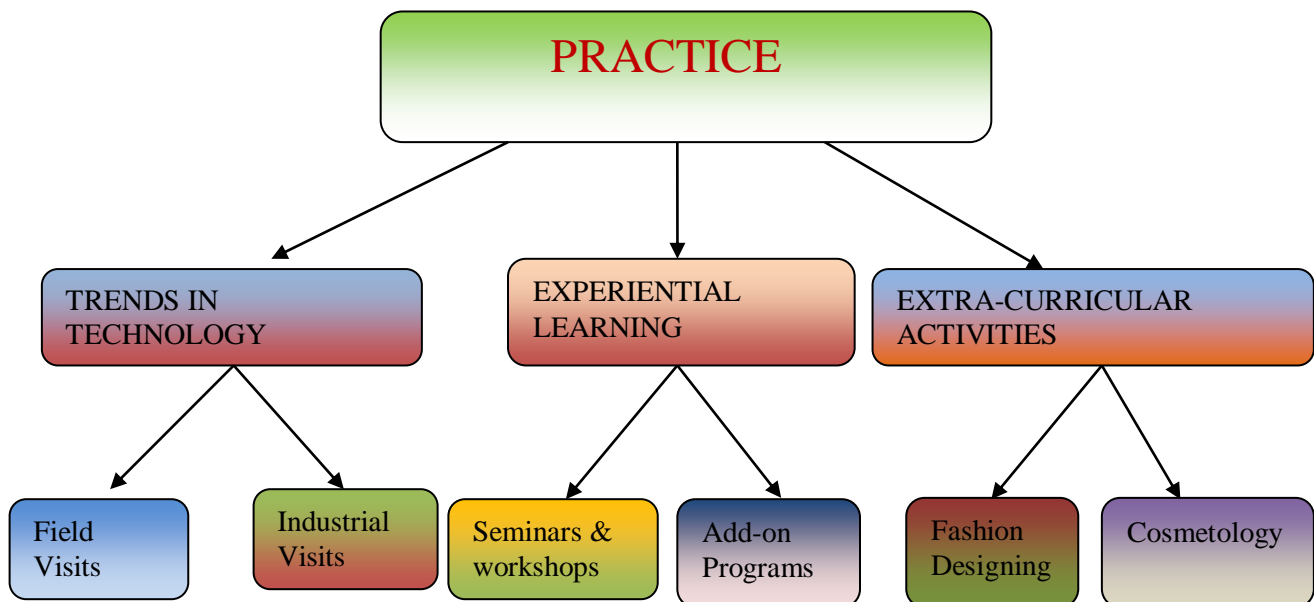 PRACTICE
TRENDS IN
TECHNOLOGY
EXPERIENTIAL
LEARNING
EXTRA-CURRICULAR
ACTIVITIES
Field
Visits
Industrial
Visits
Seminars &
workshops
Add-on
Programs
Fashion
Designing
Cosmetology